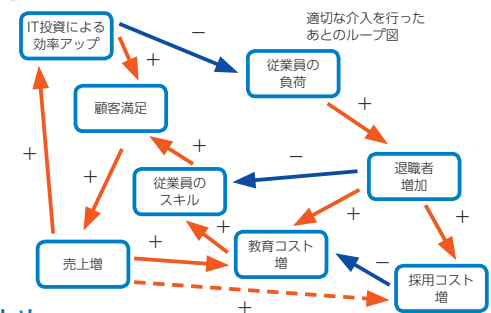 IT投資による
効率アップ
適切な介入を行った
あとのループ図
−
+
従業員の
負荷
顧客満足
+
+
−
退職者
増加
+
+
従業員の
スキル
+
+
+
+
教育コスト
増
売上増
−
採用コスト
増
+